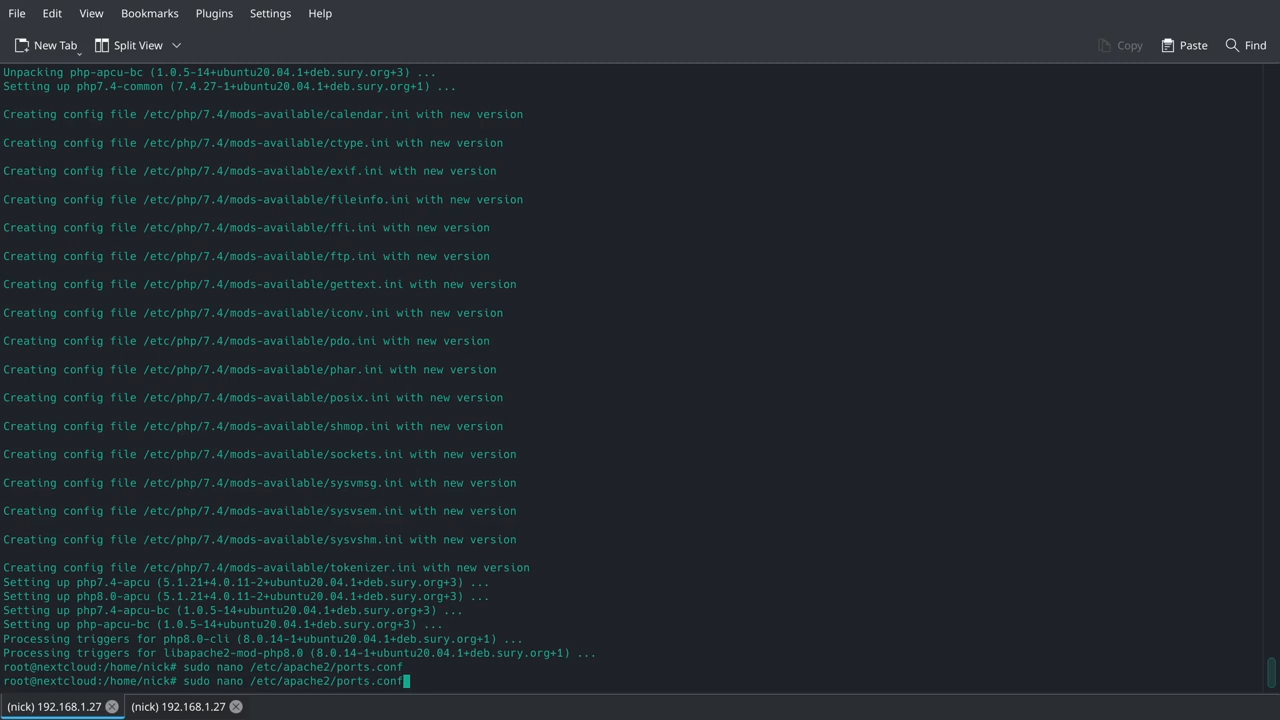 File Edit View Bookmarks Plugins Settings Help
New Tab Split View Copy Paste Find
Unpacking php-apcu-bc (1.0.5-14+ubuntu20.04.1+deb.sury.org+3) ...
Setting up php7.4-common (7.4.27-1+ubuntu20.04.1+deb.sury.org+1) ...
Creating config file /etc/php/7.4/mods-available/calendar.ini with new version
Creating config file /etc/php/7.4/mods-available/ctype.ini with new version
Creating config file /etc/php/7.4/mods-available/exif.ini with new version
Creating config file /etc/php/7.4/mods-available/fileinfo.ini with new version
Creating config file /etc/php/7.4/mods-available/ffi.ini with new version
Creating config file /etc/php/7.4/mods-available/ftp.ini with new version
Creating config file /etc/php/7.4/mods-available/gettext.ini with new version
Creating config file /etc/php/7.4/mods-available/iconv.ini with new version
Creating config file /etc/php/7.4/mods-available/pdo.ini with new version
Creating config file /etc/php/7.4/mods-available/phar.ini with new version
Creating config file /etc/php/7.4/mods-available/posix.ini with new version
Creating config file /etc/php/7.4/mods-available/shmop.ini with new version
Creating config file /etc/php/7.4/mods-available/sockets.ini with new version
Creating config file /etc/php/7.4/mods-available/sysvmsg.ini with new version
Creating config file /etc/php/7.4/mods-available/sysvsem.ini with new version
Creating config file /etc/php/7.4/mods-available/sysvshm.ini with new version
Creating config file /etc/php/7.4/mods-available/tokenizer.ini with new version
Setting up php7.4-apcu (5.1.21+4.0.11-2+ubuntu20.04.1+deb.sury.org+3) ...
Setting up php8.0-apcu (5.1.21+4.0.11-2+ubuntu20.04.1+deb.sury.org+3) ...
Setting up php7.4-apcu-bc (1.0.5-14+ubuntu20.04.1+deb.sury.org+3) ...
Setting up php-apcu-bc (1.0.5-14+ubuntu20.04.1+deb.sury.org+3) ...
Processing triggers for php8.0-cli (8.0.14-1+ubuntu20.04.1+deb.sury.org+1) ...
Processing triggers for libapache2-mod-php8.0 (8.0.14-1+ubuntu20.04.1+deb.sury.org+1) ...
root@nextcloud:/home/nick# sudo nano /etc/apache2/ports.conf
root@nextcloud:/home/nick# sudo nano /etc/apache2/ports.conf
(nick) 192.168.1.27 (nick) 192.168.1.27